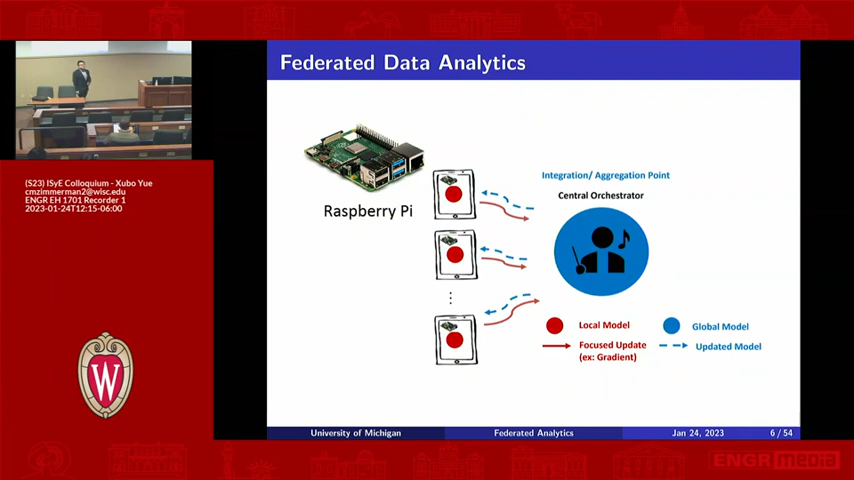 Federated Data Analytics
Raspberry Pi
Integration/ Aggregation Point
Central Orchestrator
Local Model
Global Model
Focused Update
(ex: Gradient)
Updated Model
University of Michigan
Federated Analytics
Jan 24, 2023
6 / 54
(S23) ISyE Colloquium - Xubo Yue
cmzimmerman2@wisc.edu
ENGR EH 1701 Recorder 1
2023-01-24T12:15-06:00
W
ENGR media